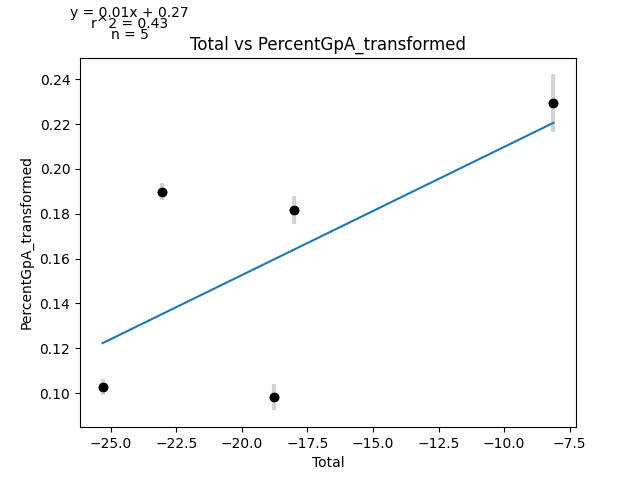 y = 0.01x + 0.27
r^2 = 0.43
n = 5
Total vs PercentGpA_transformed
0.24
0.22
0.20
0.18
0.16
0.14
0.12
0.10
PercentGpA_transformed
−25.0 −22.5 −20.0 −17.5 −15.0 −12.5 −10.0 −7.5
Total